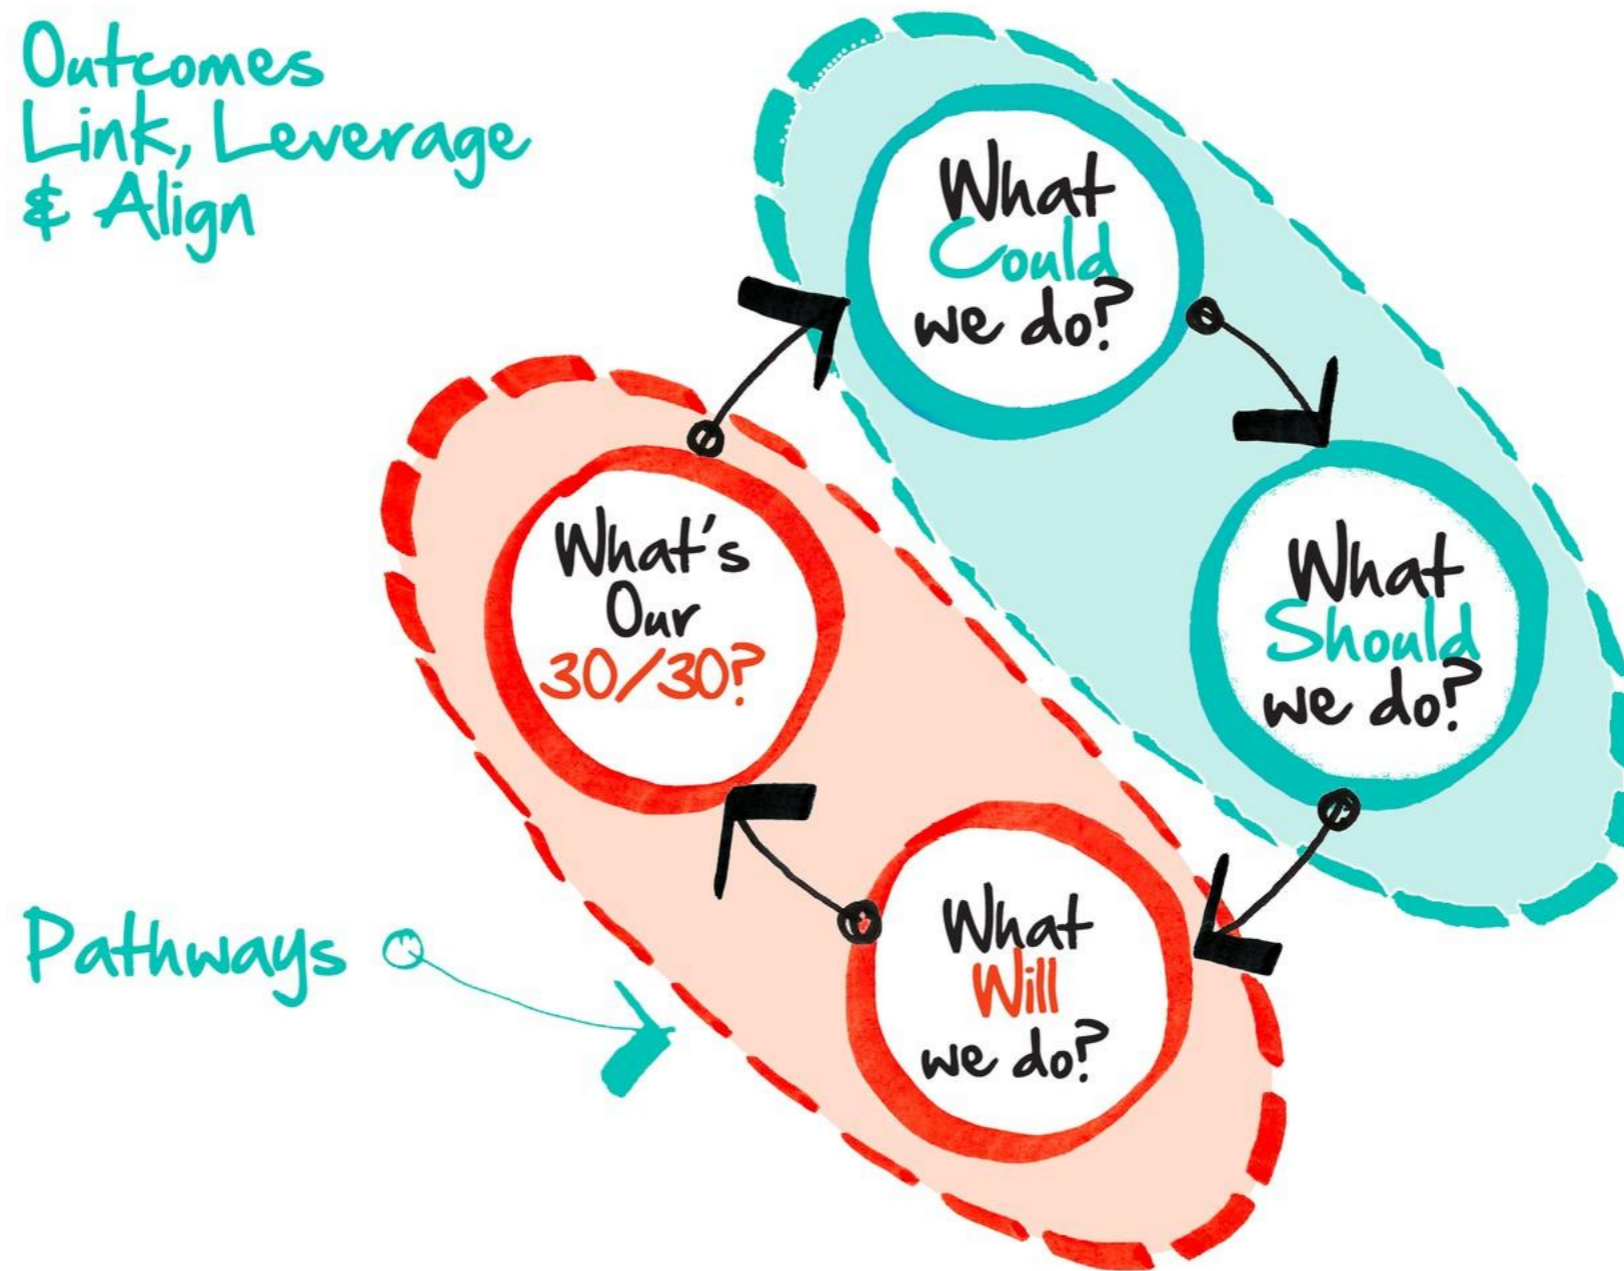 Outcomes
Link, Leverage
& Align
What
Could
we do?
What
Should
we do?
What
Will
we do?
What's
Our
30/30?
Pathways